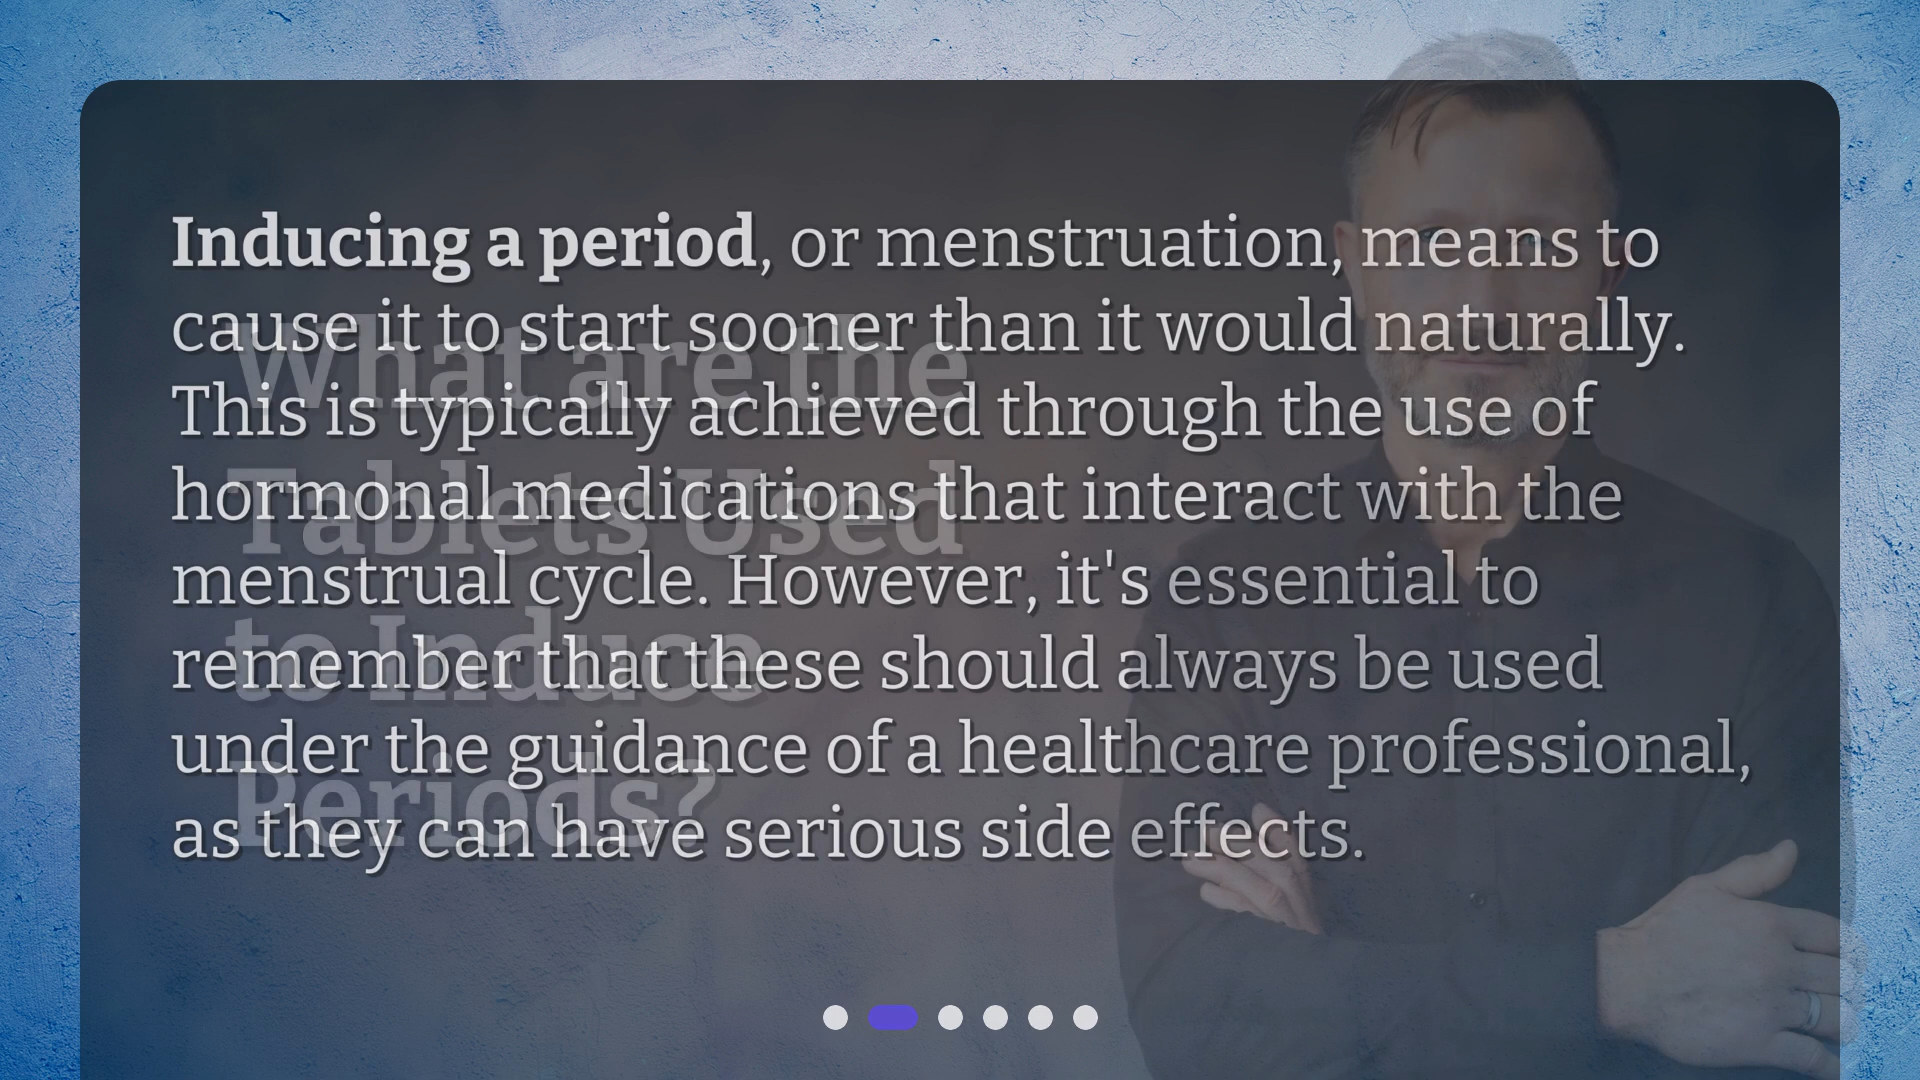 Inducing a period, or menstruation, means to
cause it to start sooner than it would naturally.
This is typically achieved through the use of
hormonal medications that interact with the
menstrual cycle. However, it's essential to
remember that these should always be used
under the guidance of a healthcare professional,
as they can have serious side effects.
What are the
Tablets Used
to Induce
Periods?